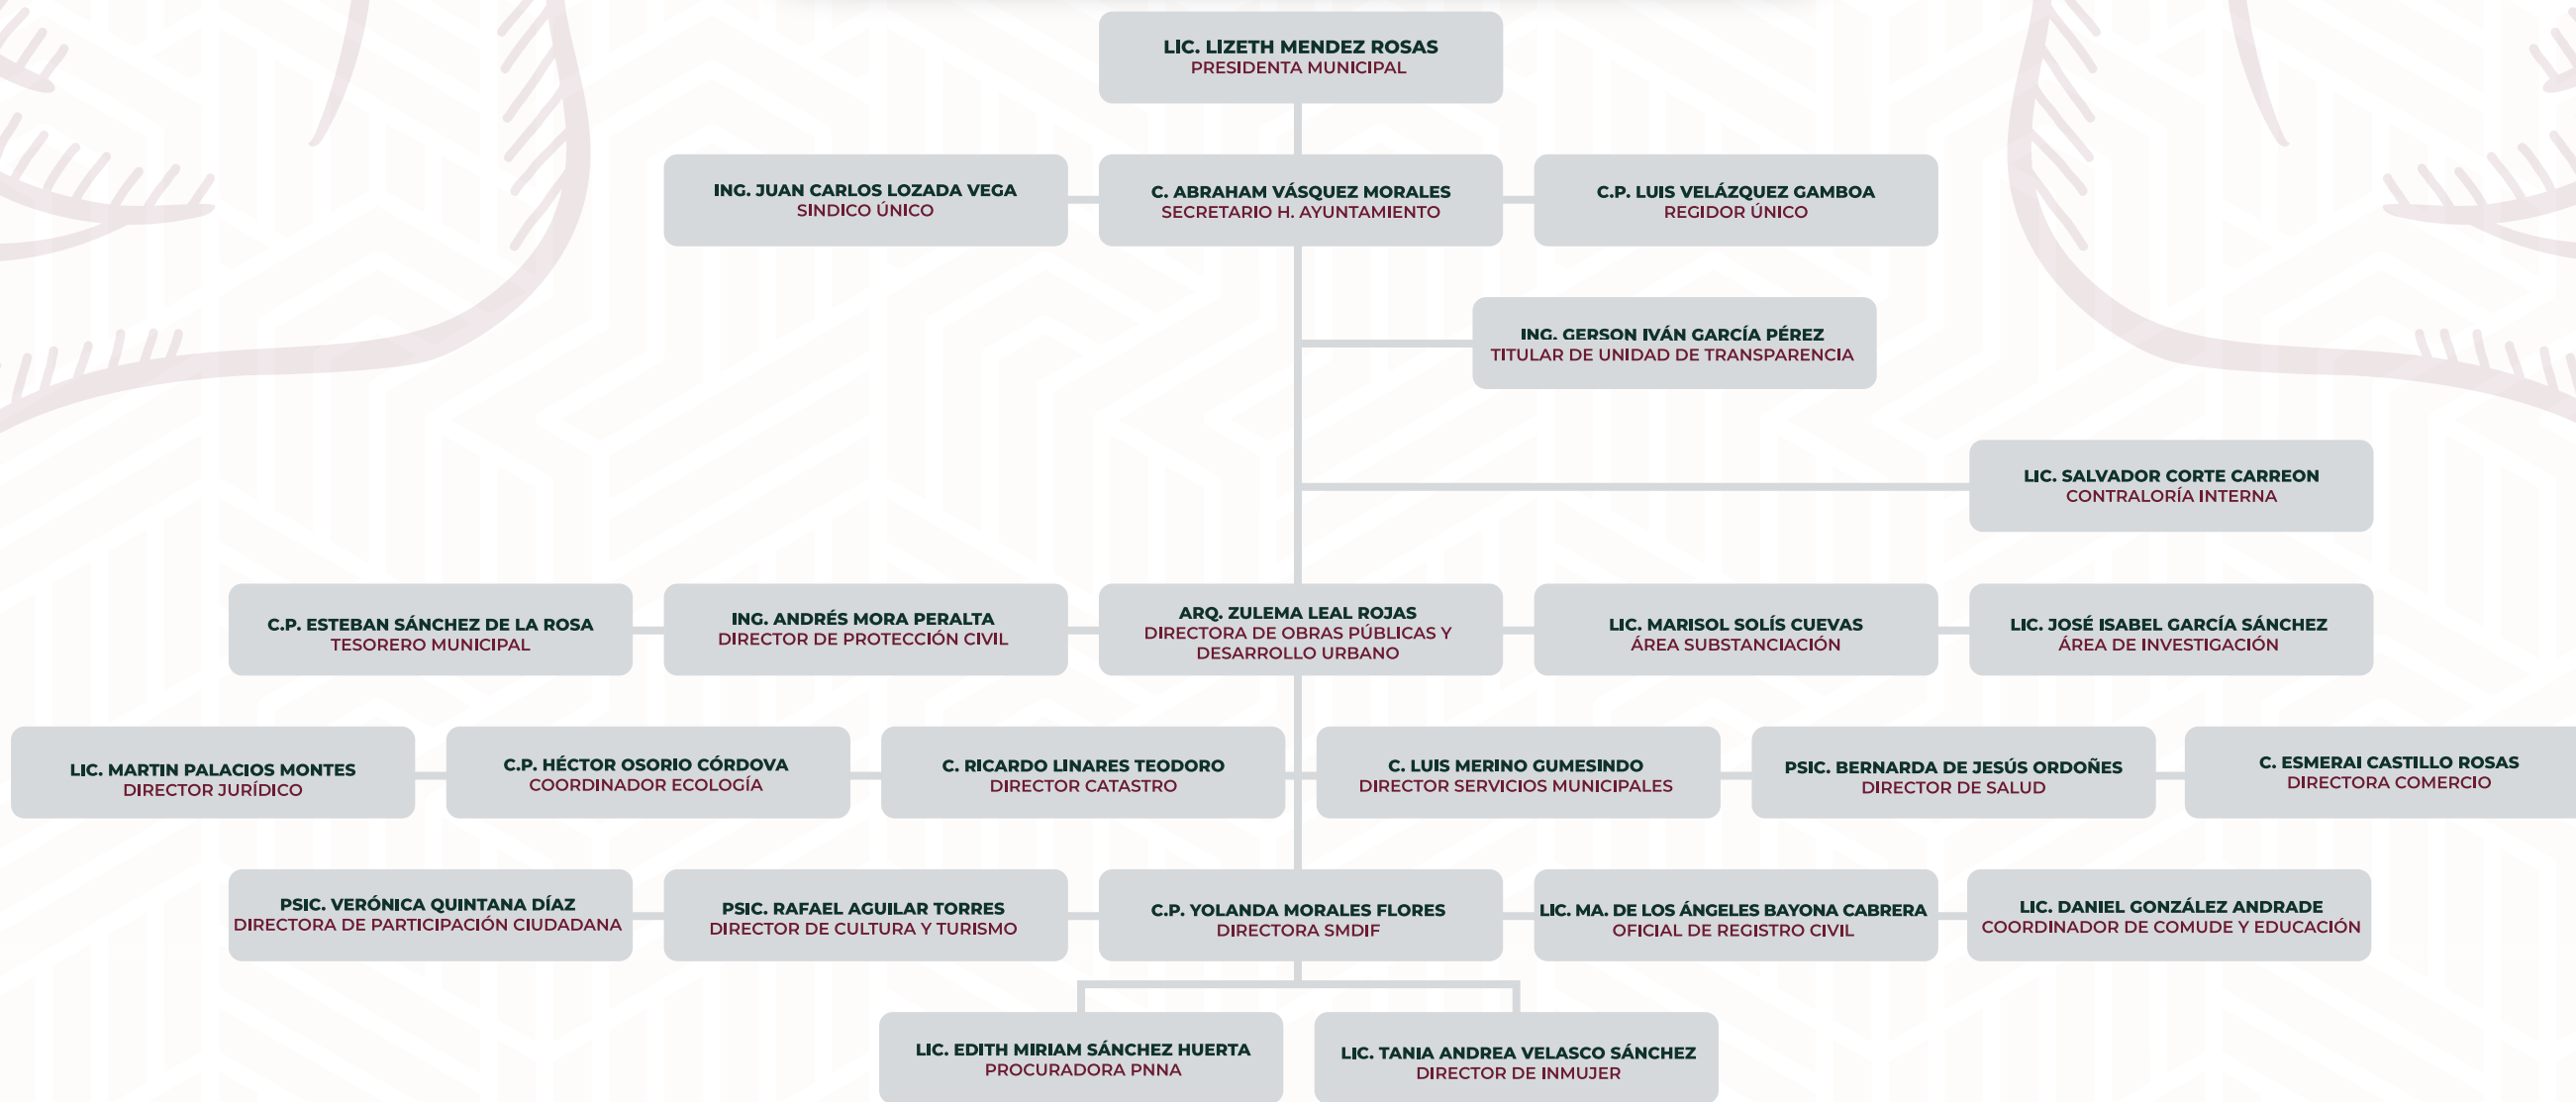 LIC. LIZETH MENDEZ ROSAS
PRESIDENTA MUNICIPAL
ING. JUAN CARLOS LOZADA VEGA
SINDICO ÚNICO
C. ABRAHAM VÁSQUEZ MORALES
SECRETARIO H. AYUNTAMIENTO
C.P. LUIS VELÁZQUEZ GAMBOA
REGIDOR ÚNICO
ING. GERSON IVÁN GARCÍA PÉREZ
TITULAR DE UNIDAD DE TRANSPARENCIA
LIC. SALVADOR CORTE CARREON
CONTRALORÍA INTERNA
C.P. ESTEBAN SÁNCHEZ DE LA ROSA
TESORERO MUNICIPAL
ING. ANDRÉS MORA PERALTA
DIRECTOR DE PROTECCIÓN CIVIL
ARQ. ZULEMA LEAL ROJAS
DIRECTORA DE OBRAS PÚBLICAS Y
DESARROLLO URBANO
LIC. MARISOL SOLÍS CUEVAS
ÁREA SUBSTANCIACIÓN
LIC. JOSÉ ISABEL GARCÍA SÁNCHEZ
ÁREA DE INVESTIGACIÓN
LIC. MARTIN PALACIOS MONTES
DIRECTOR JURÍDICO
C.P. HÉCTOR OSORIO CÓRDOVA
COORDINADOR ECOLOGÍA
C. RICARDO LINARES TEODORO
DIRECTOR CATASTRO
C. LUIS MERINO GUMESINDO
DIRECTOR SERVICIOS MUNICIPALES
PSIC. BERNARDA DE JESÚS ORDOÑES
DIRECTOR DE SALUD
C. ESMERAI CASTILLO ROSAS
DIRECTORA COMERCIO
PSIC. VERÓNICA QUINTANA DÍAZ
DIRECTORA DE PARTICIPACIÓN CIUDADANA
PSIC. RAFAEL AGUILAR TORRES
DIRECTOR DE CULTURA Y TURISMO
C.P. YOLANDA MORALES FLORES
DIRECTORA SMDIF
LIC. MA. DE LOS ÁNGELES BAYONA CABRERA
OFICIAL DE REGISTRO CIVIL
LIC. DANIEL GONZÁLEZ ANDRADE
COORDINADOR DE COMUDE Y EDUCACIÓN
LIC. EDITH MIRIAM SÁNCHEZ HUERTA
PROCURADORA PNNA
LIC. TANIA ANDREA VELASCO SÁNCHEZ
DIRECTOR DE INMUJER